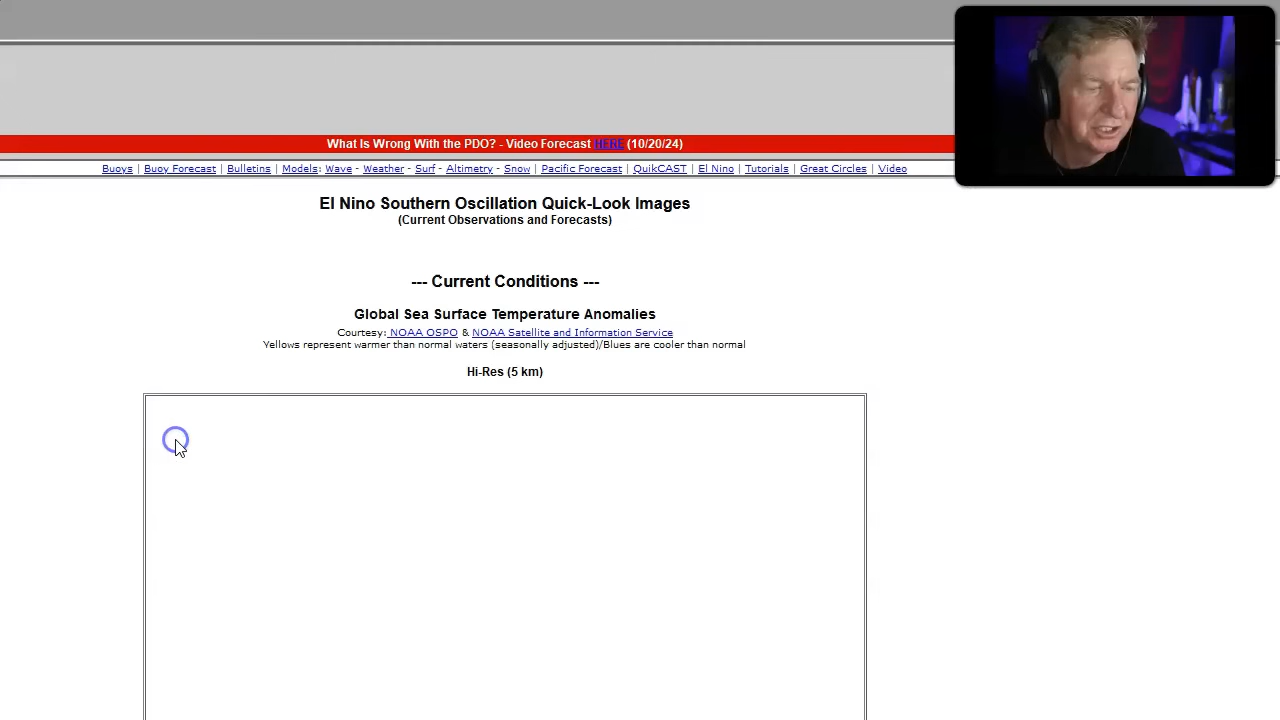 What Is Wrong With the PDO? - Video Forecast HERE (10/20/24)
Buoys | Buoy Forecast | Bulletins | Models: Wave - Weather - Surf - Altimetry - Snow | Pacific Forecast | QuikCAST | El Nino | Tutorials | Great Circles | Video
El Nino Southern Oscillation Quick-Look Images
(Current Observations and Forecasts)
--- Current Conditions ---
Global Sea Surface Temperature Anomalies
Courtesy: NOAA OSPO & NOAA Satellite and Information Service
Yellows represent warmer than normal waters (seasonally adjusted)/Blues are cooler than normal
Hi-Res (5 km)